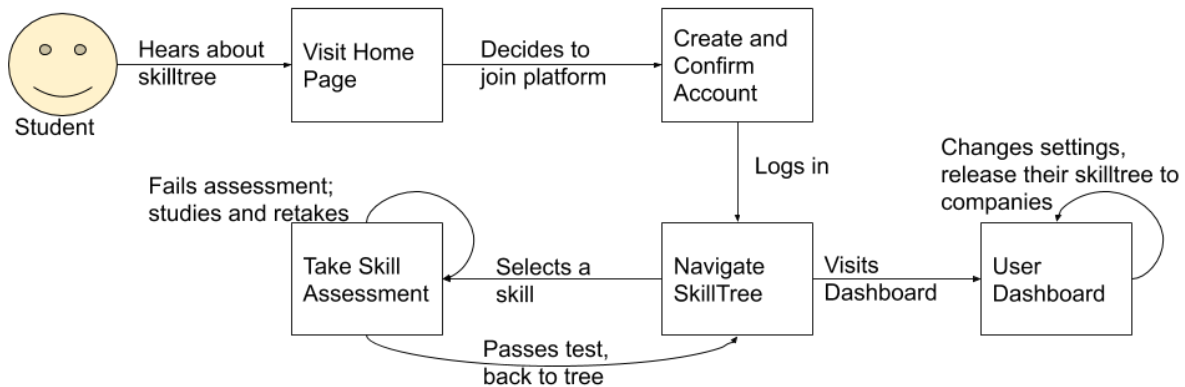 Student
Hears about
skilltree
Visit Home
Page
Decides to
join platform
Create and
Confirm
Account
Logs in
Navigate
SkillTree
Selects a
skill
Take Skill
Assessment
Fails assessment;
studies and retakes
Passes test,
back to tree
Visits
Dashboard
User
Dashboard
Changes settings,
release their skilltree to
companies